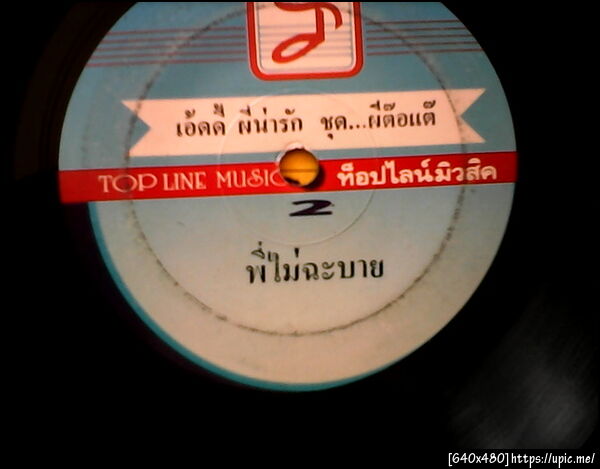 เอ้ดดี้ ผีน่ารัก ชุด...ผีต๊อแต๊
TOP LINE MUSIC ท็อปไลน์มิวสิค
2
พี่ไม่ฉะบาย
[640x480]https://upic.me/